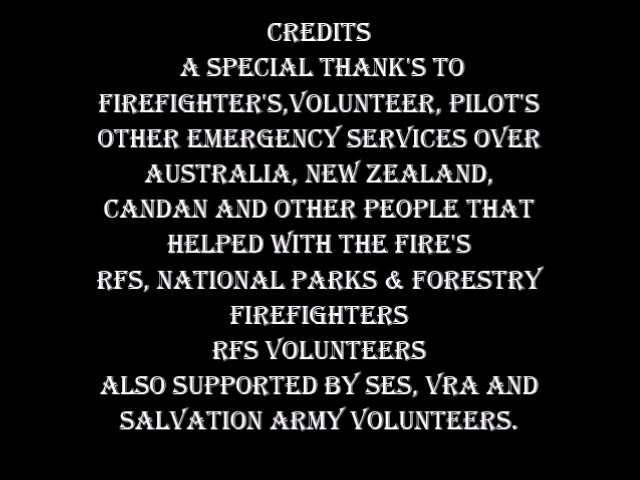 CREDITS
A SPECIAL THANK'S TO
FIREFIGHTER'S,VOLUNTEER, PILOT'S
OTHER EMERGENCY SERVICES OVER
AUSTRALIA, NEW ZEALAND,
CANDAN AND OTHER PEOPLE THAT
HELPED WITH THE FIRE'S
RFS, NATIONAL PARKS & FORESTRY
FIREFIGHTERS
RFS VOLUNTEERS
ALSO SUPPORTED BY SES, VRA AND
SALVATION ARMY VOLUNTEERS.